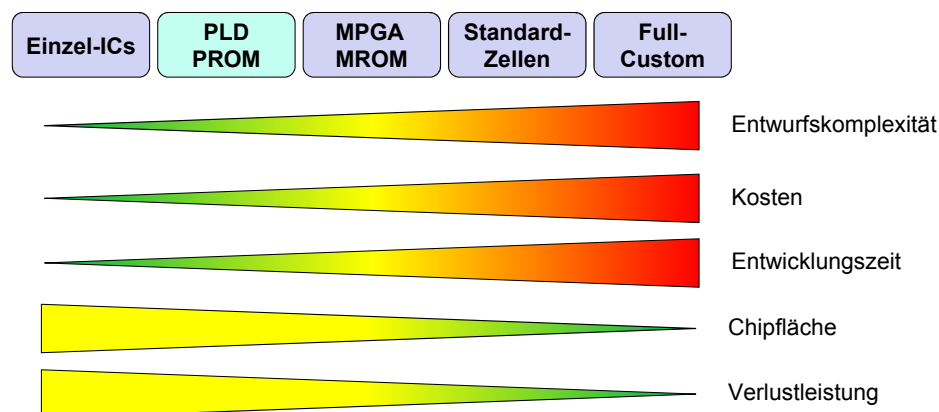 Einzel-ICs
PLD
PROM
MPGA
MROM
Standard-
Zellen
Full-
Custom
Entwurfskomplexität
Kosten
Entwicklungszeit
Chipfläche
Verlustleistung